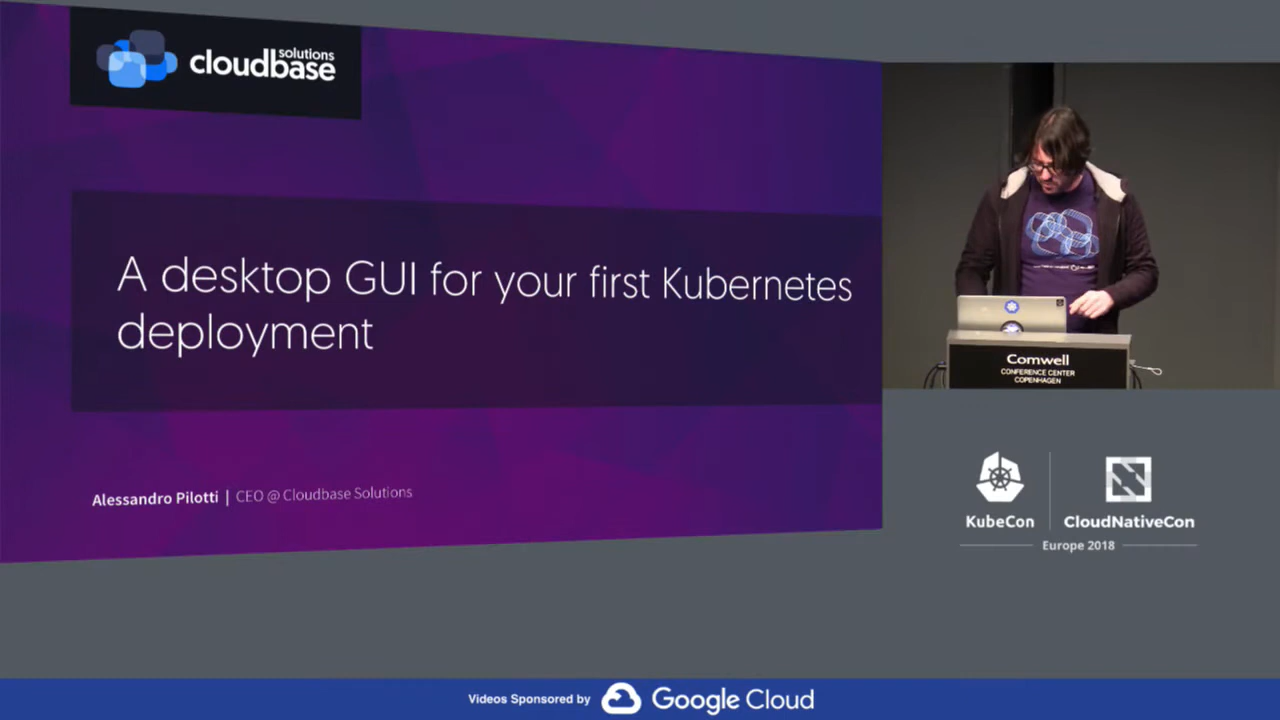 solutions
cloudbase
A desktop GUI for your first Kubernetes
deployment
Alessandro Pilotti | CEO @ Cloudbase Solutions
Comwell
CONFERENCE CENTER
COPENHAGEN
KubeCon
CloudNativeCon
Europe 2018
Videos Sponsored by Google Cloud